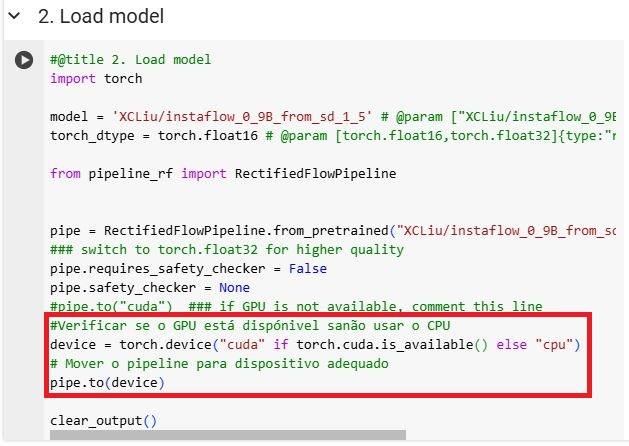 2. Load model
#@title 2. Load model
import torch
model = 'XCLiu/instaflow_0_9B_from_sd_1_5' # @param ["XCLiu/instaflow_0_9B
torch_dtype = torch.float16 # @param [torch.float16,torch.float32]{type:"r
from pipeline_rf import RectifiedFlowPipeline
pipe = RectifiedFlowPipeline.from_pretrained("XCLiu/instaflow_0_9B_from_sd
### switch to torch.float32 for higher quality
pipe.requires_safety_checker = False
pipe.safety_checker = None
#pipe.to("cuda")  ### if GPU is not available, comment this line
#Verificar se o GPU está dispónivel sanão usar o CPU
device = torch.device("cuda" if torch.cuda.is_available() else "cpu")
# Mover o pipeline para dispositivo adequado
pipe.to(device)
clear_output()